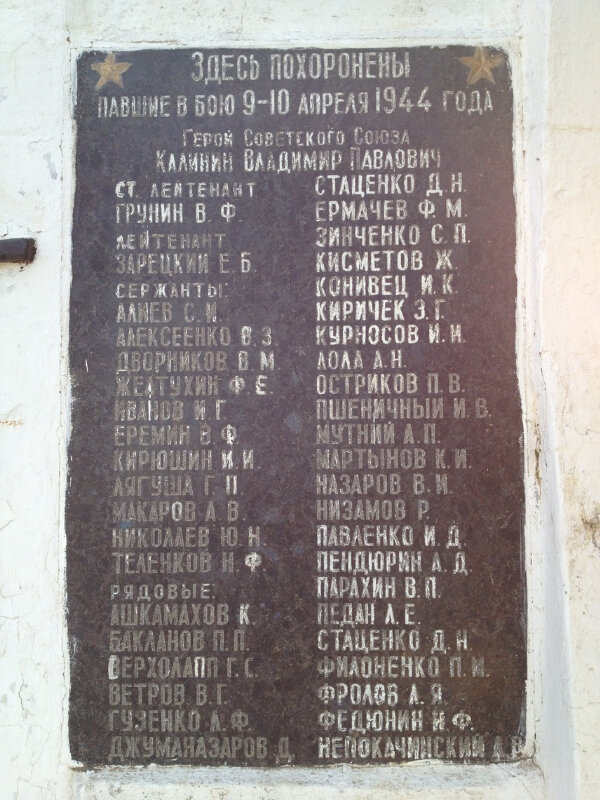 ЗДЕСЬ ПОХОРОНЕНЫ
ПАВШИЕ В БОЮ 9-10 АПРЕЛЯ 1944 ГОДА
ГЕРОЙ СОВЕТСКОГО СОЮЗА
КАЛИНИН ВЛАДИМИР ПАВЛОВИЧ
СТ. ЛЕЙТЕНАНТ
ГРУНИН В. Ф.
ЛЕЙТЕНАНТ
ЗАРЕЦКИЙ Е. Б.
СЕРЖАНТЫ:
АЛИЕВ С. И.
АЛЕКСЕЕНКО В. З
ДВОРНИКОВ В. М.
ЖЕЛТУХИН Ф. Е.
ИВАНОВ И. Г.
ЕРЕМИН В. Ф.
КИРЮШИН И. И.
ЛЯГУША Г. П.
МАКАРОВ А. В.
НИКОЛАЕВ Ю. Н.
ТЕЛЕНКОВ Н. Ф
РЯДОВЫЕ:
АШКАМАХОВ К.
БАКЛАНОВ П. П.
ВЕРХОЛАПП Г. С.
ВЕТРОВ В. Г.
ГУЗЕНКО А. Ф.
ДЖУМАНАЗАРОВ Д.
СТАЦЕНКО Д. Н.
ЕРМАЧЕВ Ф. М.
ЗИНЧЕНКО С. П.
КИСМЕТОВ Ж.
КОНИВЕЦ И. К.
КИРИЧЕК Э. Г.
КУРНОСОВ И. И.
ЛОЛА А. Н.
ОСТРИКОВ П. В.
ПШЕНИЧНЫЙ И. В.
МУТНИЙ А. П.
МАРТЫНОВ К. И.
НАЗАРОВ В. И.
НИЗАМОВ Р.
ПАВЛЕНКО И. Д.
ПЕНДЮРИН А. Д.
ПАРАХИН В. П.
ПЕДАН А. Е.
СТАЦЕНКО Д. Н.
ФИЛОНЕНКО П. И.
ФРОЛОВ А. Я.
ФЕДЮНИН И. Ф.
НЕПОКАЧИНСКИЙ А. В.